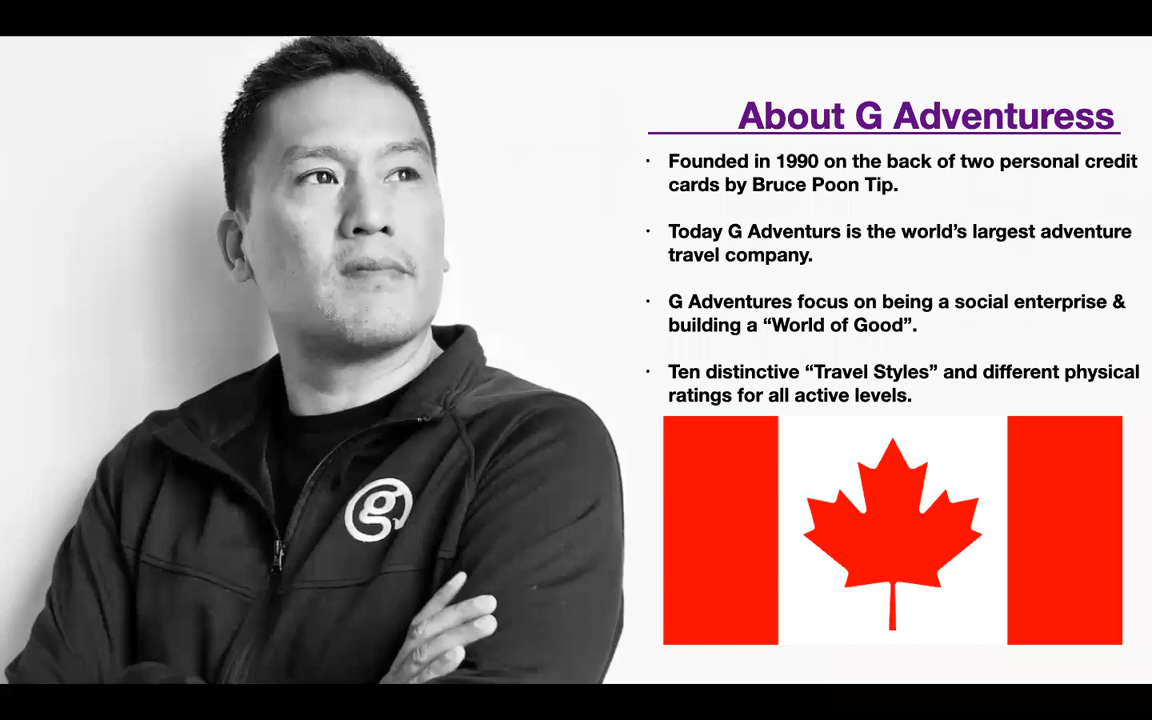 About G Adventuress
· Founded in 1990 on the back of two personal credit
cards by Bruce Poon Tip.
· Today G Adventurs is the world’s largest adventure
travel company.
· G Adventures focus on being a social enterprise &
building a “World of Good”.
· Ten distinctive “Travel Styles” and different physical
ratings for all active levels.
g